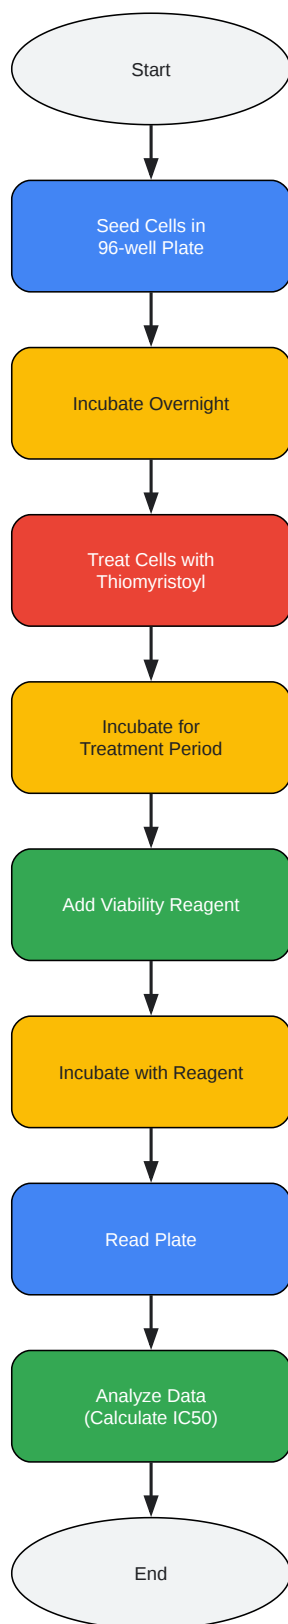 Start
Seed Cells in
96-well Plate
Incubate Overnight
Treat Cells with
Thiomyristoyl
Incubate for
Treatment Period
Add Viability Reagent
Incubate with Reagent
Read Plate
Analyze Data
(Calculate IC50)
End